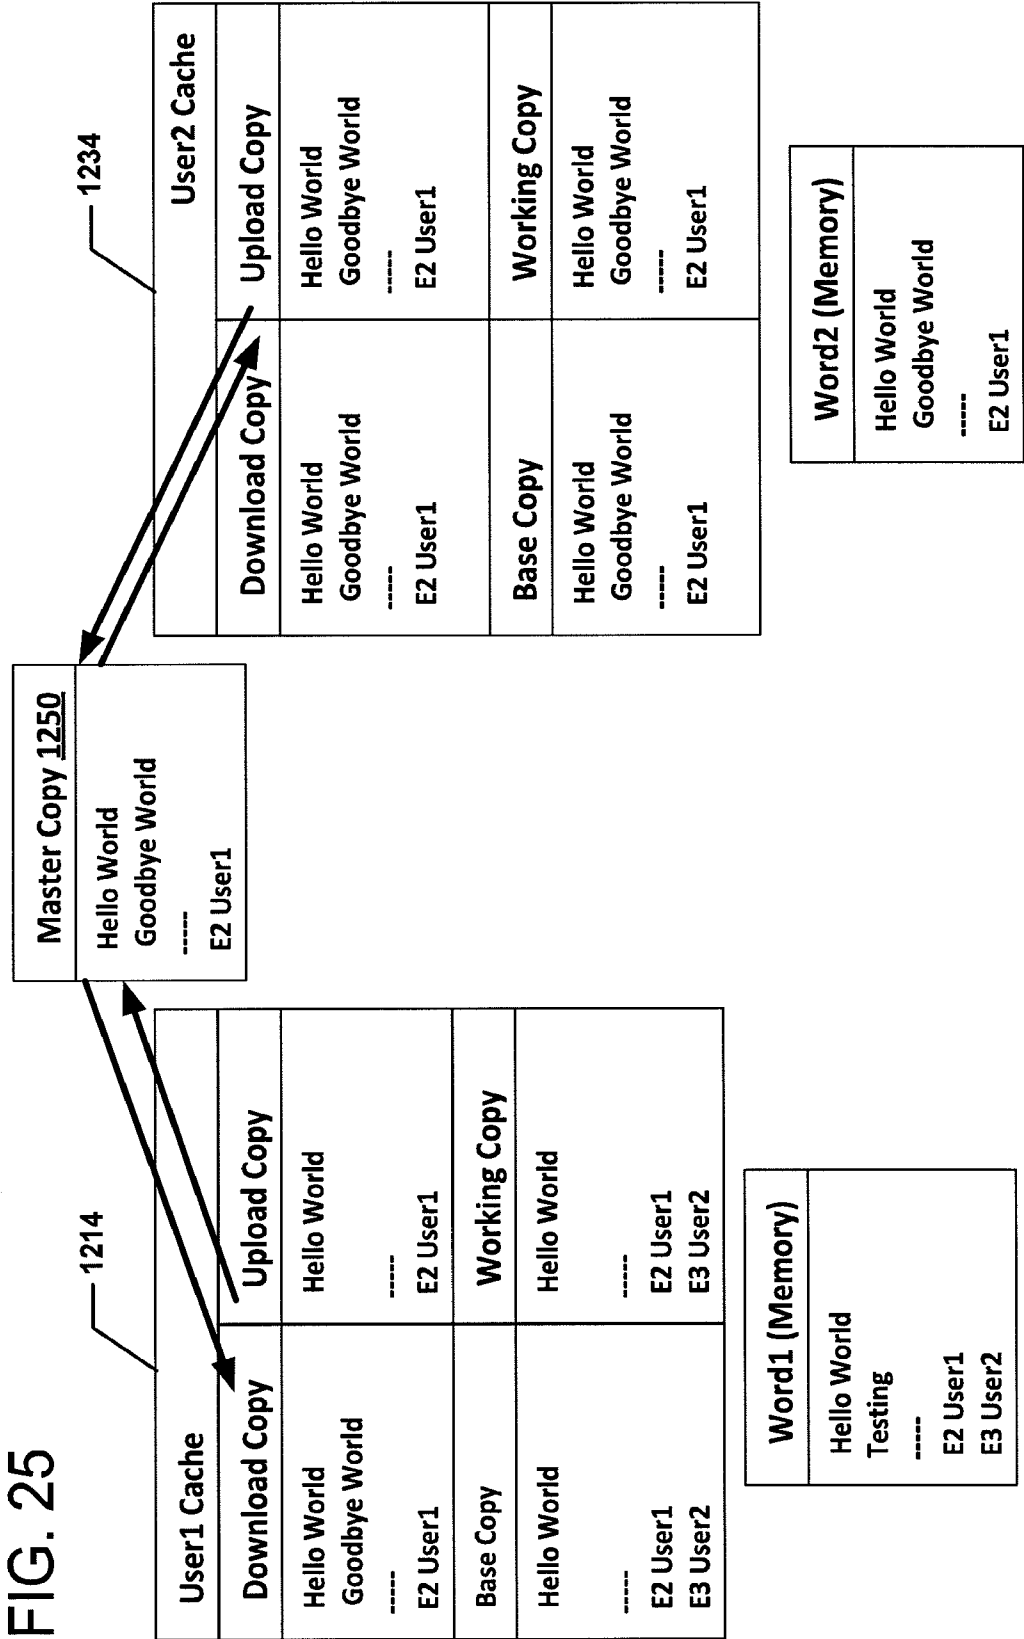 FIG. 25
Master Copy 1250
Hello World
Goodbye World
-----
E2 User1
1214
User1 Cache
Download Copy
Hello World
Goodbye World
-----
E2 User1
Upload Copy
Hello World
-----
E2 User1
Base Copy
Hello World
-----
E2 User1
E3 User2
Working Copy
Hello World
-----
E2 User1
E3 User2
Word1 (Memory)
Hello World
Testing
-----
E2 User1
E3 User2
1234
User2 Cache
Download Copy
Hello World
Goodbye World
-----
E2 User1
Upload Copy
Hello World
Goodbye World
-----
E2 User1
Base Copy
Hello World
Goodbye World
-----
E2 User1
Working Copy
Hello World
Goodbye World
-----
E2 User1
Word2 (Memory)
Hello World
Goodbye World
-----
E2 User1